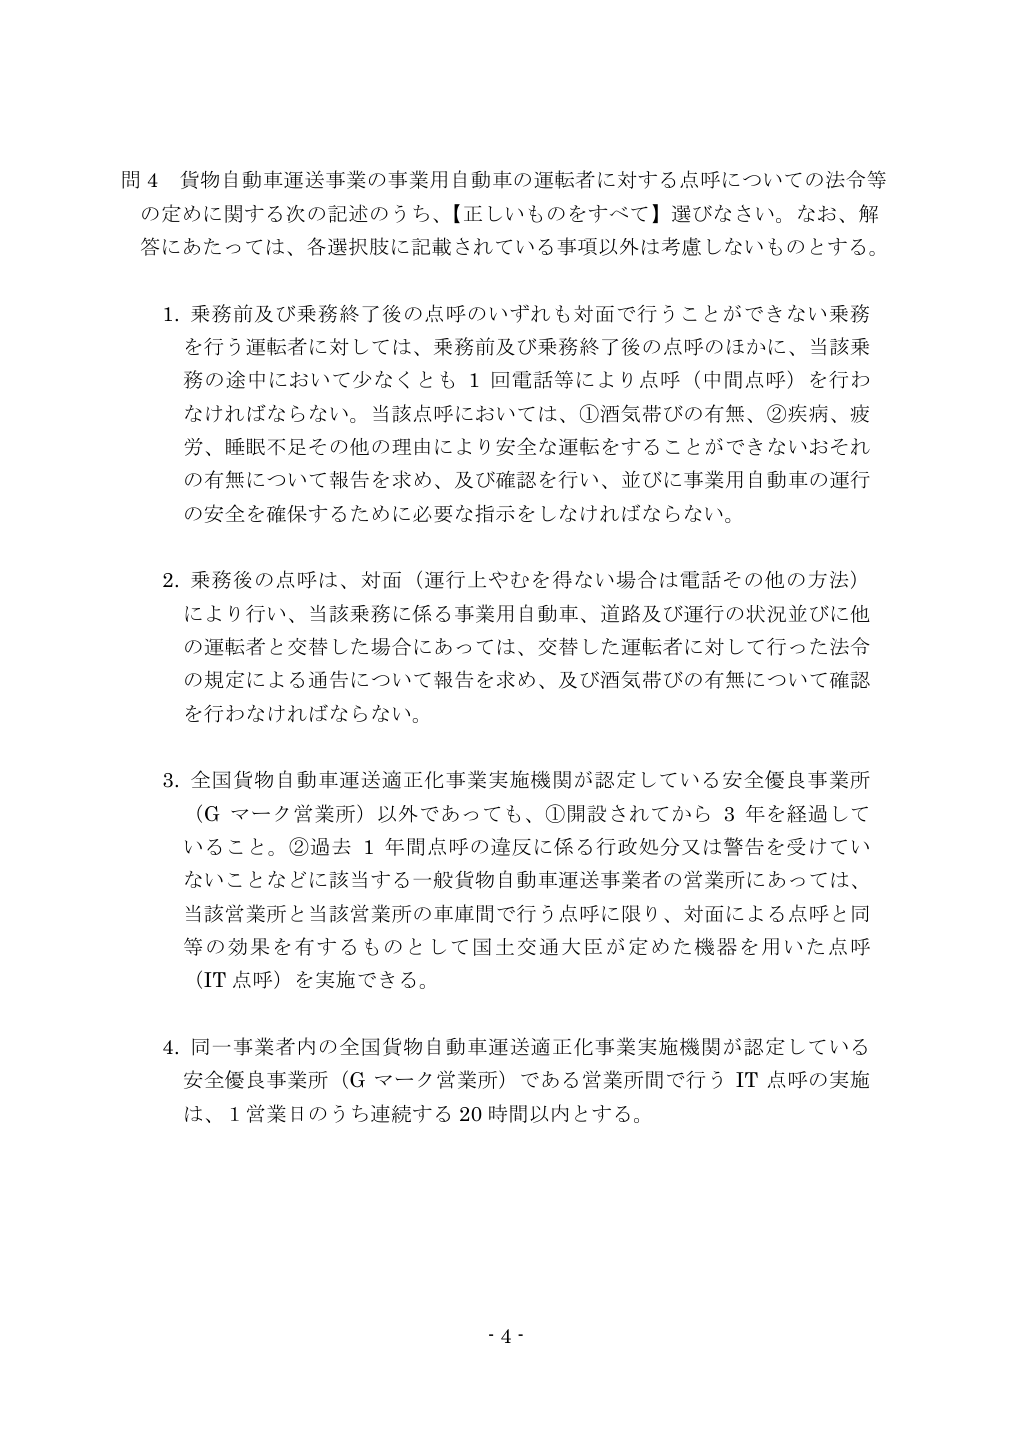 問 4　貨物自動車運送事業の事業用自動車の運転者に対する点呼についての法令等
の定めに関する次の記述のうち、【正しいものをすべて】選びなさい。なお、解
答にあたっては、各選択肢に記載されている事項以外は考慮しないものとする。
1. 乗務前及び乗務終了後の点呼のいずれも対面で行うことができない乗務
を行う運転者に対しては、乗務前及び乗務終了後の点呼のほかに、当該乗
務の途中において少なくとも 1 回電話等により点呼（中間点呼）を行わ
なければならない。当該点呼においては、①酒気帯びの有無、②疾病、疲
労、睡眠不足その他の理由により安全な運転をすることができないおそれ
の有無について報告を求め、及び確認を行い、並びに事業用自動車の運行
の安全を確保するために必要な指示をしなければならない。
2. 乗務後の点呼は、対面（運行上やむを得ない場合は電話その他の方法）
により行い、当該乗務に係る事業用自動車、道路及び運行の状況並びに他
の運転者と交替した場合にあっては、交替した運転者に対して行った法令
の規定による通告について報告を求め、及び酒気帯びの有無について確認
を行わなければならない。
3. 全国貨物自動車運送適正化事業実施機関が認定している安全優良事業所
（G マーク営業所）以外であっても、①開設されてから 3 年を経過して
いること。②過去 1 年間点呼の違反に係る行政処分又は警告を受けてい
ないことなどに該当する一般貨物自動車運送事業者の営業所にあっては、
当該営業所と当該営業所の車庫間で行う点呼に限り、対面による点呼と同
等の効果を有するものとして国土交通大臣が定めた機器を用いた点呼
（IT 点呼）を実施できる。
4. 同一事業者内の全国貨物自動車運送適正化事業実施機関が認定している
安全優良事業所（G マーク営業所）である営業所間で行う IT 点呼の実施
は、1 営業日のうち連続する 20 時間以内とする。
- 4 -